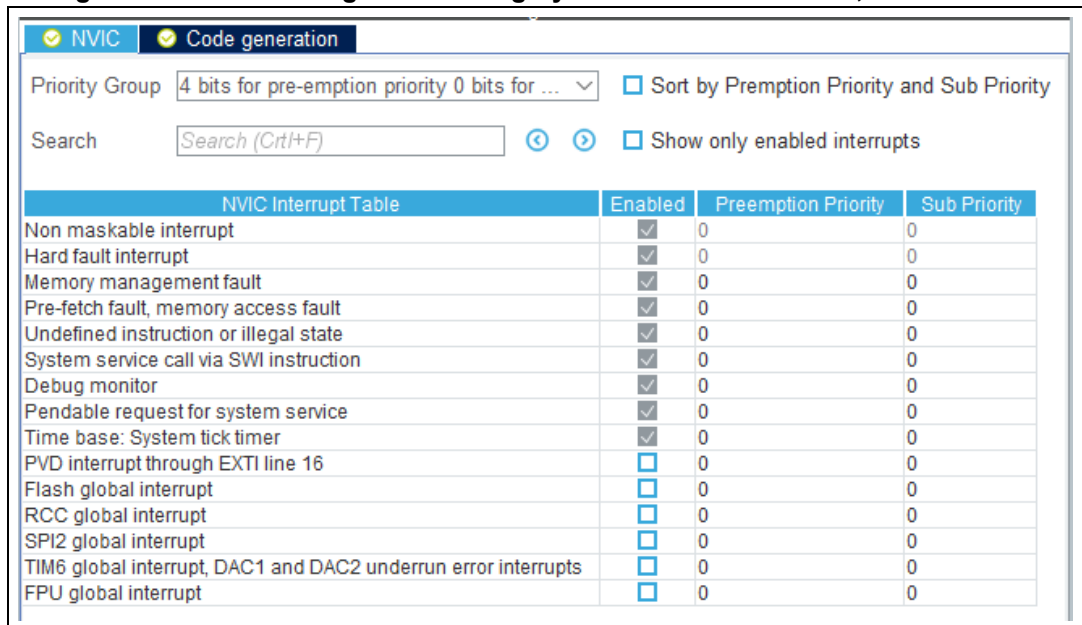 NVIC Code generation
Priority Group 4 bits for pre-emption priority 0 bits for ... Sort by Premption Priority and Sub Priority
Search Search (Crtl+F) Show only enabled interrupts
NVIC Interrupt Table Enabled Preemption Priority Sub Priority
Non maskable interrupt 0 0
Hard fault interrupt 0 0
Memory management fault 0 0
Pre-fetch fault, memory access fault 0 0
Undefined instruction or illegal state 0 0
System service call via SWI instruction 0 0
Debug monitor 0 0
Pendable request for system service 0 0
Time base: System tick timer 0 0
PVD interrupt through EXTI line 16 0 0
Flash global interrupt 0 0
RCC global interrupt 0 0
SPI2 global interrupt 0 0
TIM6 global interrupt, DAC1 and DAC2 underrun error interrupts 0 0
FPU global interrupt 0 0